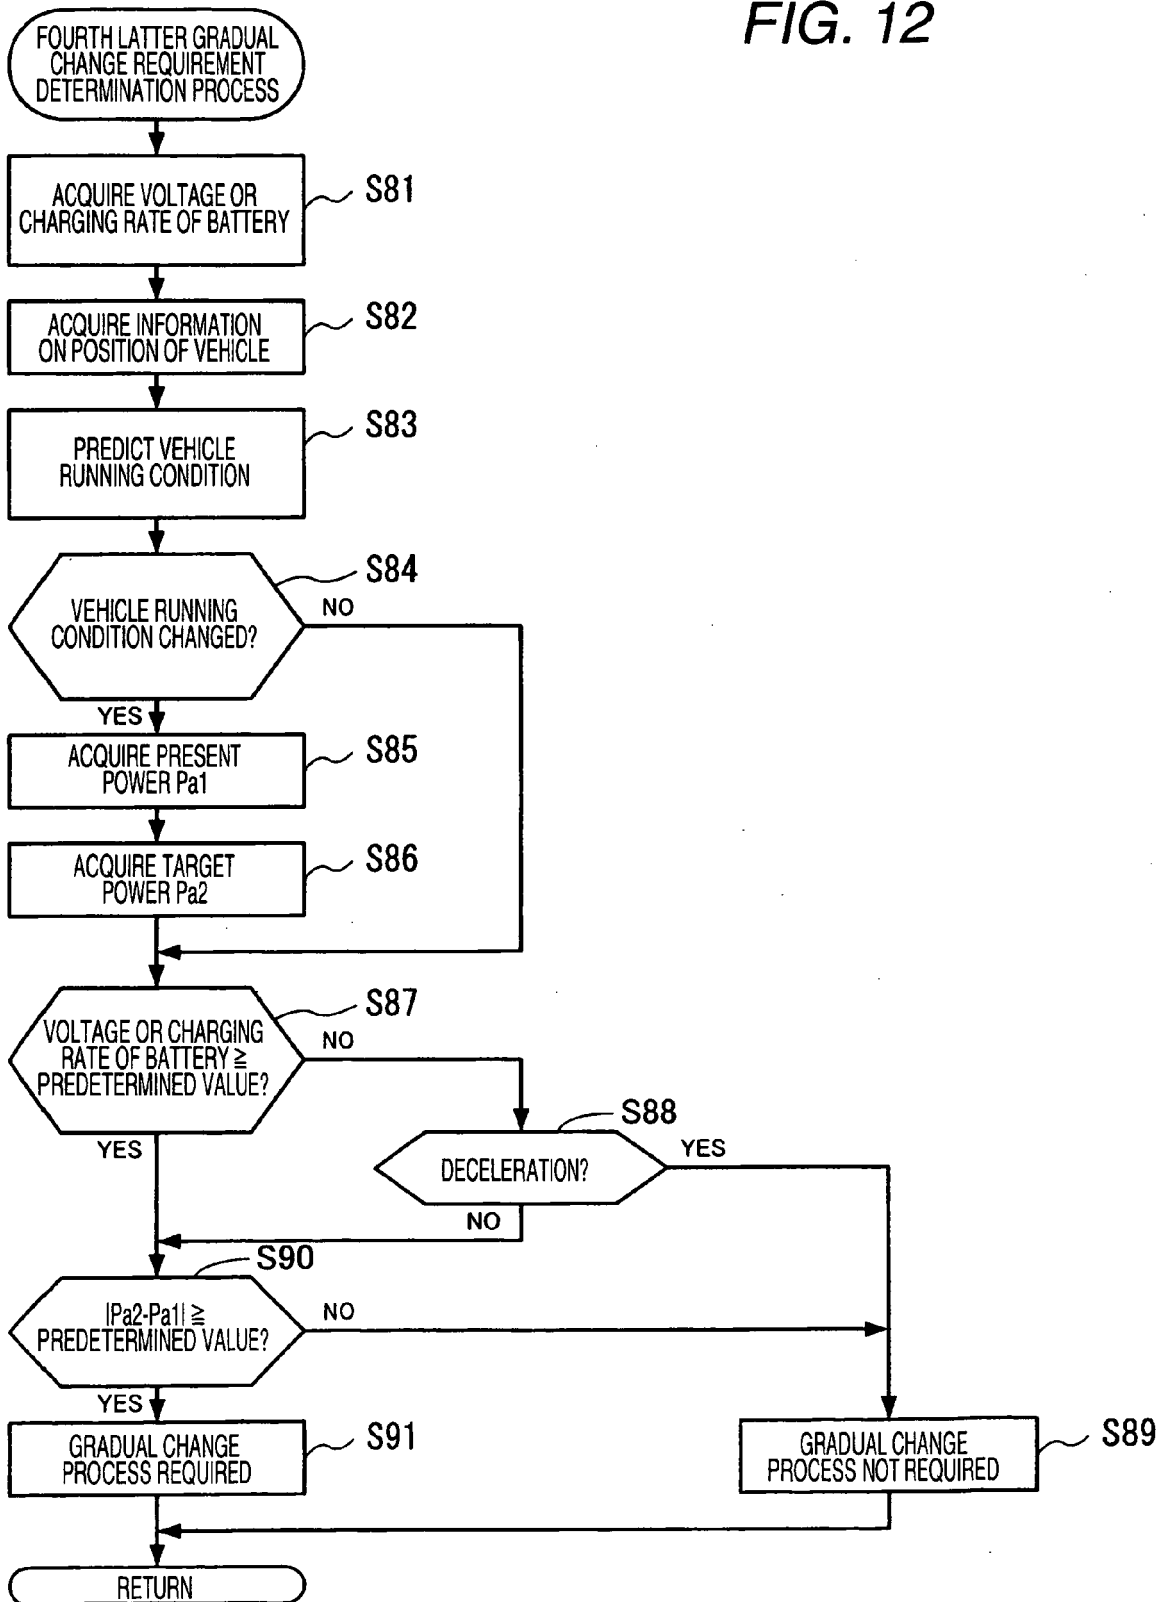 FIG. 12
FOURTH LATTER GRADUAL
CHANGE REQUIREMENT
DETERMINATION PROCESS
ACQUIRE VOLTAGE OR
CHARGING RATE OF BATTERY
S81
ACQUIRE INFORMATION
ON POSITION OF VEHICLE
S82
PREDICT VEHICLE
RUNNING CONDITION
S83
VEHICLE RUNNING
CONDITION CHANGED?
S84
NO
YES
ACQUIRE PRESENT
POWER Pa1
S85
ACQUIRE TARGET
POWER Pa2
S86
VOLTAGE OR CHARGING
RATE OF BATTERY ≧
PREDETERMINED VALUE?
S87
NO
YES
DECELERATION?
S88
YES
NO
|Pa2-Pa1| ≧
PREDETERMINED VALUE?
S90
NO
YES
GRADUAL CHANGE
PROCESS REQUIRED
S91
GRADUAL CHANGE
PROCESS NOT REQUIRED
S89
RETURN